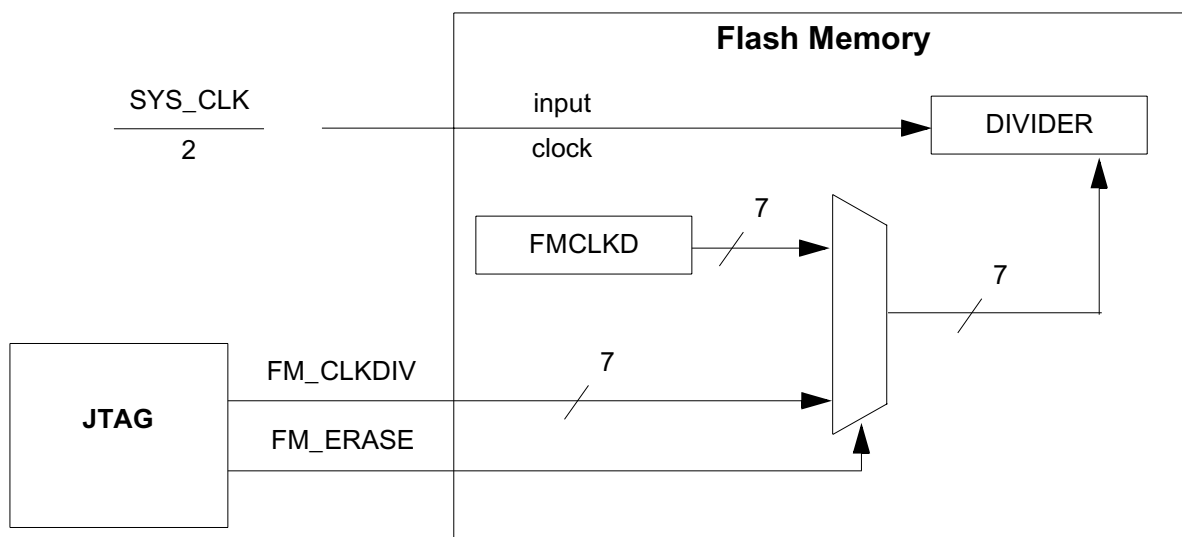 Flash Memory
SYS_CLK
2
input
clock
DIVIDER
FMCLKD
7
7
FM_CLKDIV
7
JTAG
FM_ERASE